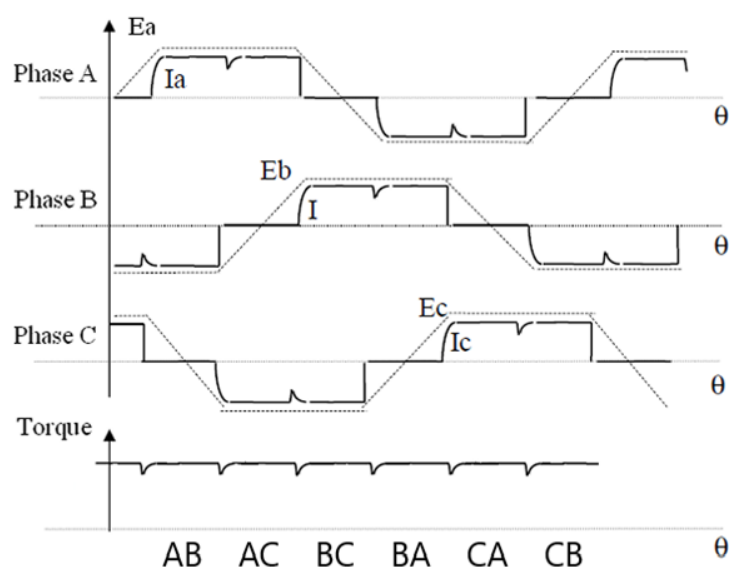 Ea
Phase A
Ia
θ
Eb
Phase B
I
θ
Ec
Phase C
Ic
θ
Torque
θ
AB AC BC BA CA CB